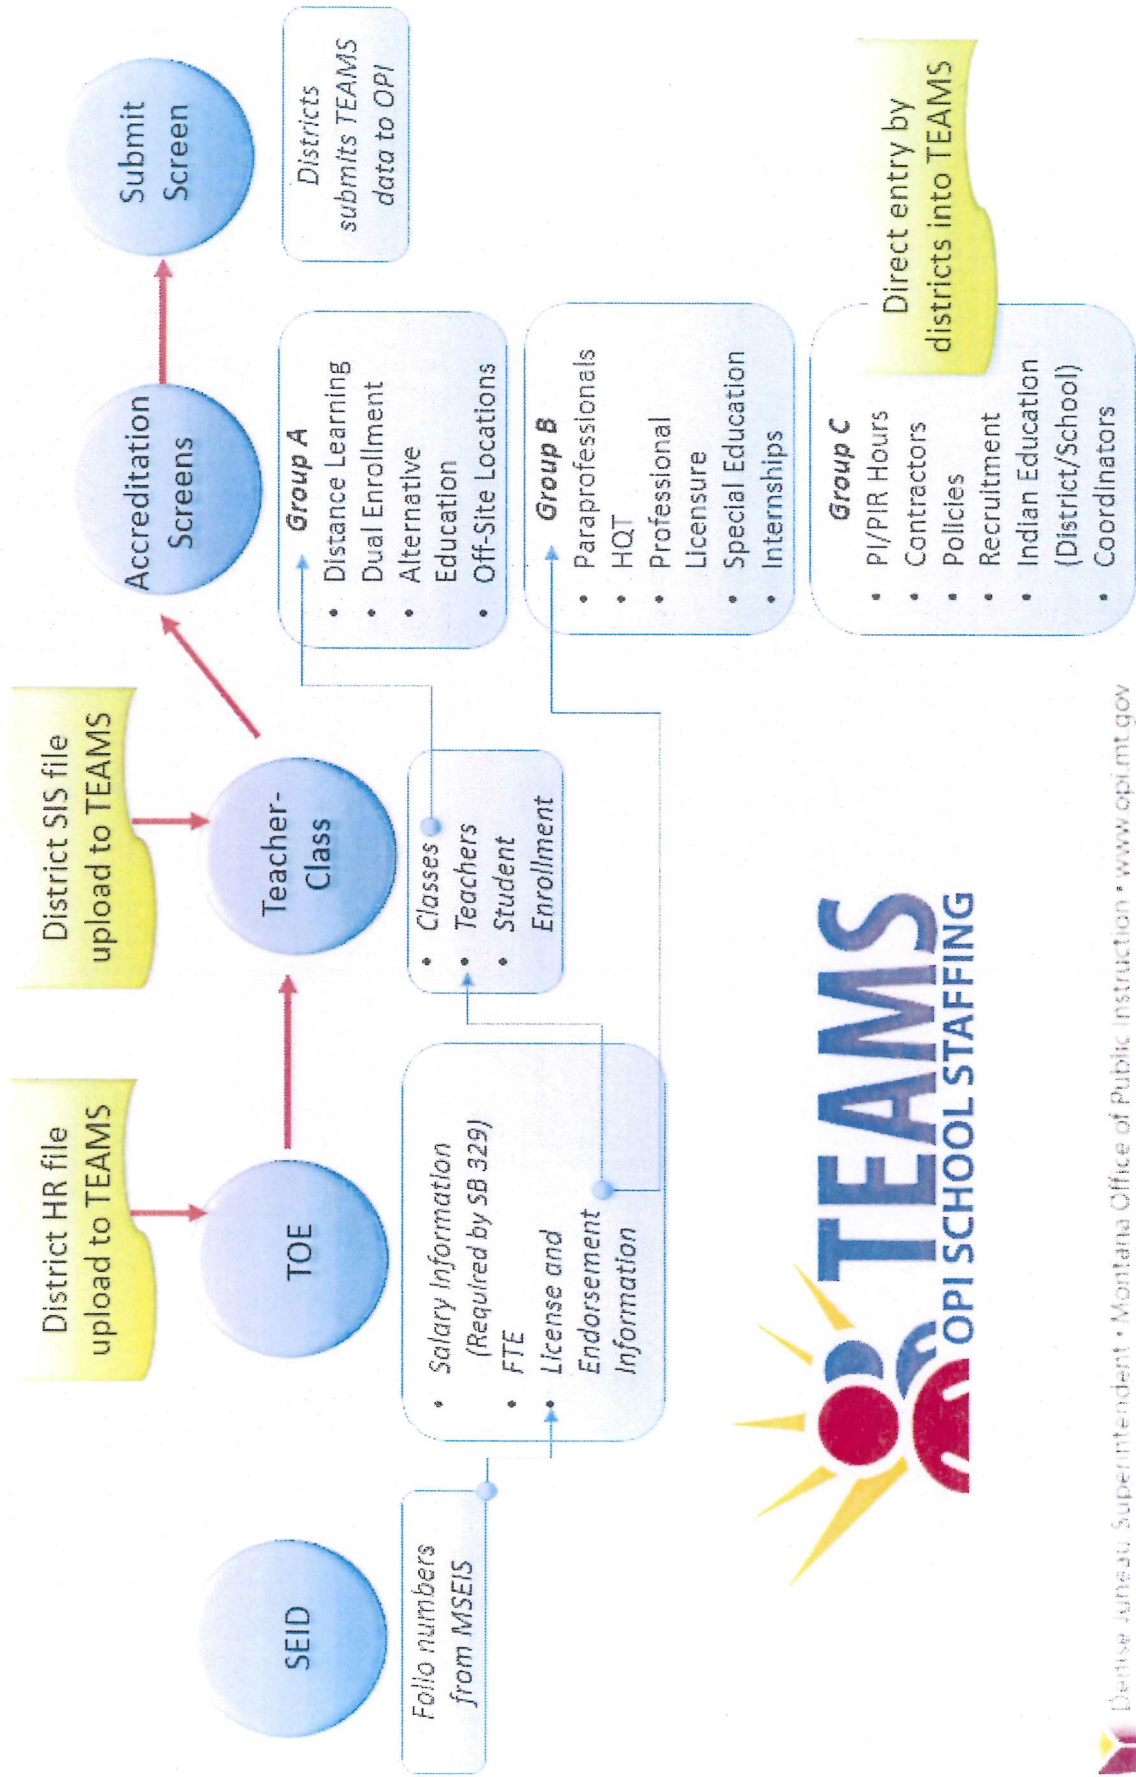 District HR file
upload to TEAMS
District SIS file
upload to TEAMS
SEID
TOE
Teacher-
Class
Accreditation
Screens
Submit
Screen
Folio numbers
from MSEIS
• Salary Information
(Required by SB 329)
• FTE
• License and
Endorsement
Information
• Classes
• Teachers
• Student
Enrollment
Group A
• Distance Learning
• Dual Enrollment
• Alternative
Education
• Off-Site Locations
Districts
submits TEAMS
data to OPI
Group B
• Paraprofessionals
• HQT
• Professional
Licensure
• Special Education
• Internships
Group C
• PI/PIR Hours
• Contractors
• Policies
• Recruitment
• Indian Education
(District/School)
• Coordinators
Direct entry by
districts into TEAMS
TEAMS
OPI SCHOOL STAFFING
Denise Juneau, Superintendent • Montana Office of Public Instruction • www.opi.mt.gov